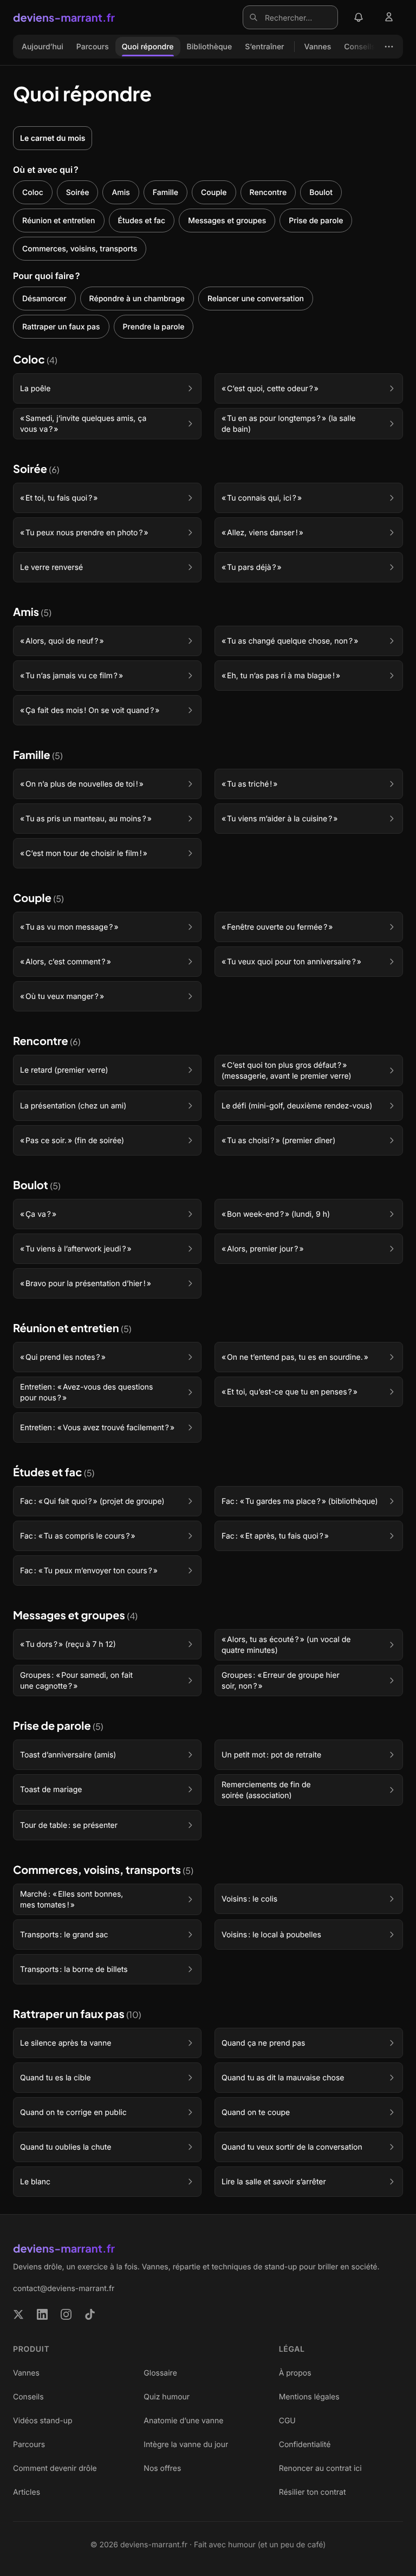 deviens-marrant.fr
Rechercher…
Aujourd’hui Parcours Quoi répondre Bibliothèque S’entraîner Vannes Conseils
Quoi répondre
Le carnet du mois
Où et avec qui ?
Coloc Soirée Amis Famille Couple Rencontre Boulot
Réunion et entretien Études et fac Messages et groupes Prise de parole
Commerces, voisins, transports
Pour quoi faire ?
Désamorcer Répondre à un chambrage Relancer une conversation
Rattraper un faux pas Prendre la parole
Coloc (4)
La poêle
« C’est quoi, cette odeur ? »
« Samedi, j’invite quelques amis, ça
vous va ? »
« Tu en as pour longtemps ? » (la salle
de bain)
Soirée (6)
« Et toi, tu fais quoi ? »
« Tu connais qui, ici ? »
« Tu peux nous prendre en photo ? »
« Allez, viens danser ! »
Le verre renversé
« Tu pars déjà ? »
Amis (5)
« Alors, quoi de neuf ? »
« Tu as changé quelque chose, non ? »
« Tu n’as jamais vu ce film ? »
« Eh, tu n’as pas ri à ma blague ! »
« Ça fait des mois ! On se voit quand ? »
Famille (5)
« On n’a plus de nouvelles de toi ! »
« Tu as triché ! »
« Tu as pris un manteau, au moins ? »
« Tu viens m’aider à la cuisine ? »
« C’est mon tour de choisir le film ! »
Couple (5)
« Tu as vu mon message ? »
« Fenêtre ouverte ou fermée ? »
« Alors, c’est comment ? »
« Tu veux quoi pour ton anniversaire ? »
« Où tu veux manger ? »
Rencontre (6)
Le retard (premier verre)
« C’est quoi ton plus gros défaut ? »
(messagerie, avant le premier verre)
La présentation (chez un ami)
Le défi (mini-golf, deuxième rendez-vous)
« Pas ce soir. » (fin de soirée)
« Tu as choisi ? » (premier dîner)
Boulot (5)
« Ça va ? »
« Bon week-end ? » (lundi, 9 h)
« Tu viens à l’afterwork jeudi ? »
« Alors, premier jour ? »
« Bravo pour la présentation d’hier ! »
Réunion et entretien (5)
« Qui prend les notes ? »
« On ne t’entend pas, tu es en sourdine. »
Entretien : « Avez-vous des questions
pour nous ? »
« Et toi, qu’est-ce que tu en penses ? »
Entretien : « Vous avez trouvé facilement ? »
Études et fac (5)
Fac : « Qui fait quoi ? » (projet de groupe)
Fac : « Tu gardes ma place ? » (bibliothèque)
Fac : « Tu as compris le cours ? »
Fac : « Et après, tu fais quoi ? »
Fac : « Tu peux m’envoyer ton cours ? »
Messages et groupes (4)
« Tu dors ? » (reçu à 7 h 12)
« Alors, tu as écouté ? » (un vocal de
quatre minutes)
Groupes : « Pour samedi, on fait
une cagnotte ? »
Groupes : « Erreur de groupe hier
soir, non ? »
Prise de parole (5)
Toast d’anniversaire (amis)
Un petit mot : pot de retraite
Toast de mariage
Remerciements de fin de
soirée (association)
Tour de table : se présenter
Commerces, voisins, transports (5)
Marché : « Elles sont bonnes,
mes tomates ! »
Voisins : le colis
Transports : le grand sac
Voisins : le local à poubelles
Transports : la borne de billets
Rattraper un faux pas (10)
Le silence après ta vanne
Quand ça ne prend pas
Quand tu es la cible
Quand tu as dit la mauvaise chose
Quand on te corrige en public
Quand on te coupe
Quand tu oublies la chute
Quand tu veux sortir de la conversation
Le blanc
Lire la salle et savoir s’arrêter
deviens-marrant.fr
Deviens drôle, un exercice à la fois. Vannes, répartie et techniques de stand-up pour briller en société.
contact@deviens-marrant.fr
PRODUIT LÉGAL
Vannes Glossaire À propos
Conseils Quiz humour Mentions légales
Vidéos stand-up Anatomie d’une vanne CGU
Parcours Intègre la vanne du jour Confidentialité
Comment devenir drôle Nos offres Renoncer au contrat ici
Articles Résilier ton contrat
© 2026 deviens-marrant.fr · Fait avec humour (et un peu de café)